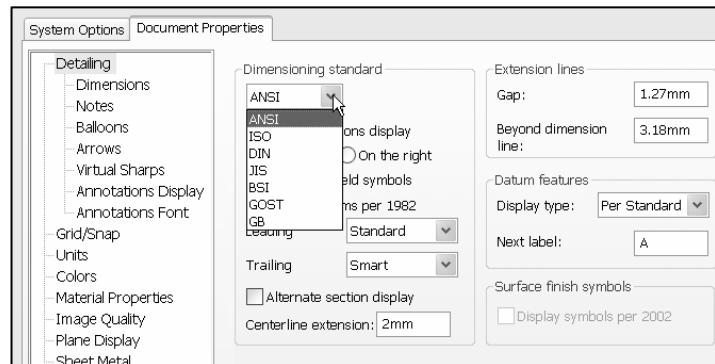 System Options Document Pr
Detailing
Dimensions
Notes
Balloons
Arrows
Virtual Sharps
Annotations Display
Annotations Font
Grid/Snap
Units
Colors
Material Properties
Image Quality
Plane Display
Sheet Metal
Dimensioning standard
ANSI
ANSI
ISO
DIN
JIS
BSI
GOST
GB
ons display
On the right
eld symbols
ms per 1982
Leading Standard
Trailing Smart
Alternate section display
Centerline extension: 2mm
Extension lines
Gap: 1.27mm
Beyond dimension 3.18mm
line:
Datum features
Display type: Per Standard
Next label: A
Surface finish symbols
Display symbols per 2002